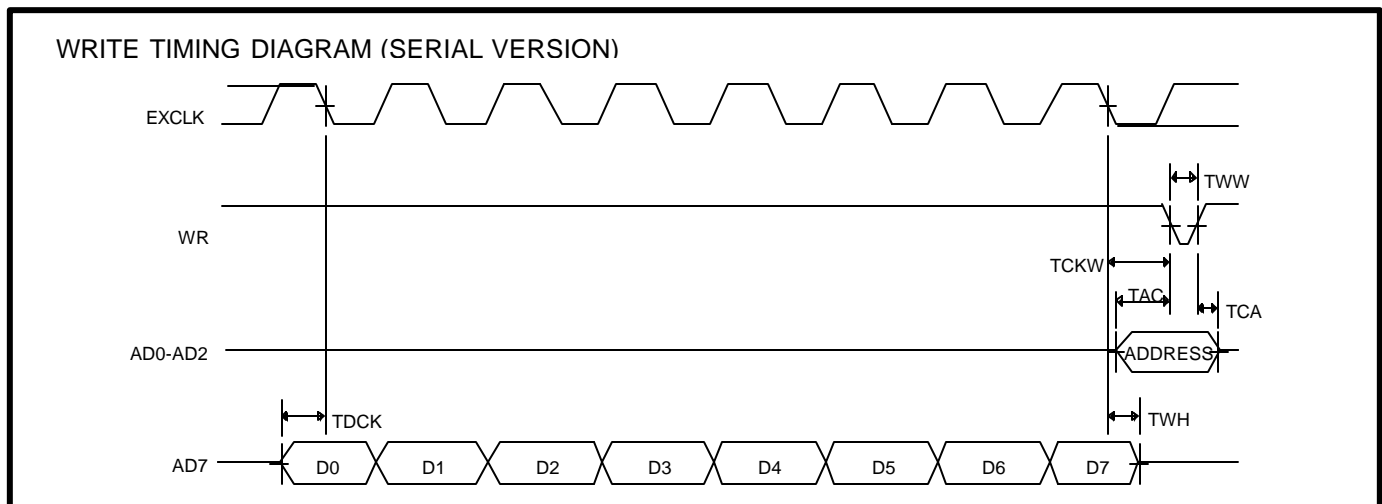 WRITE TIMING DIAGRAM (SERIAL VERSION)
EXCLK
TWW
WR
TCKW
TAC
TCA
AD0-AD2
ADDRESS
TDCK
TWH
AD7
D0 D1 D2 D3 D4 D5 D6 D7